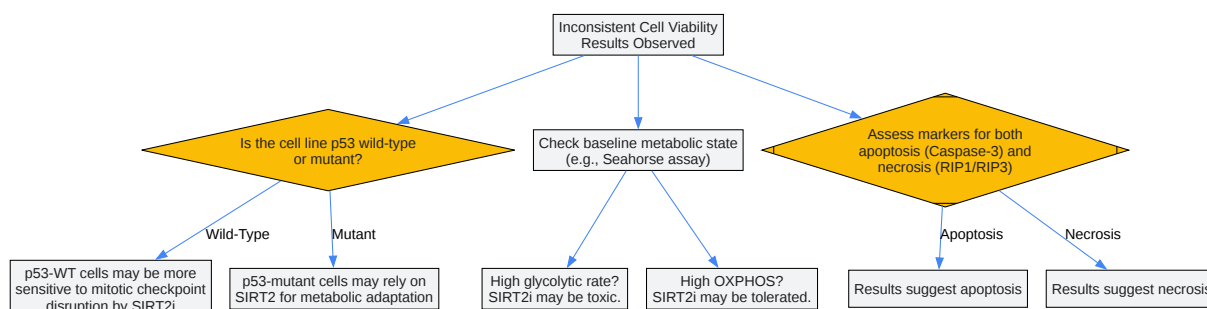 Inconsistent Cell Viability
Results Observed
Is the cell line p53 wild-type
or mutant?
Check baseline metabolic state
(e.g., Seahorse assay)
Assess markers for both
apoptosis (Caspase-3) and
necrosis (RIP1/RIP3)
Wild-Type
Mutant
Apoptosis
Necrosis
p53-WT cells may be more
sensitive to mitotic checkpoint
disruption by SIRT2i
p53-mutant cells may rely on
SIRT2 for metabolic adaptation
High glycolytic rate?
SIRT2i may be toxic.
High OXPHOS?
SIRT2i may be tolerated.
Results suggest apoptosis
Results suggest necrosis